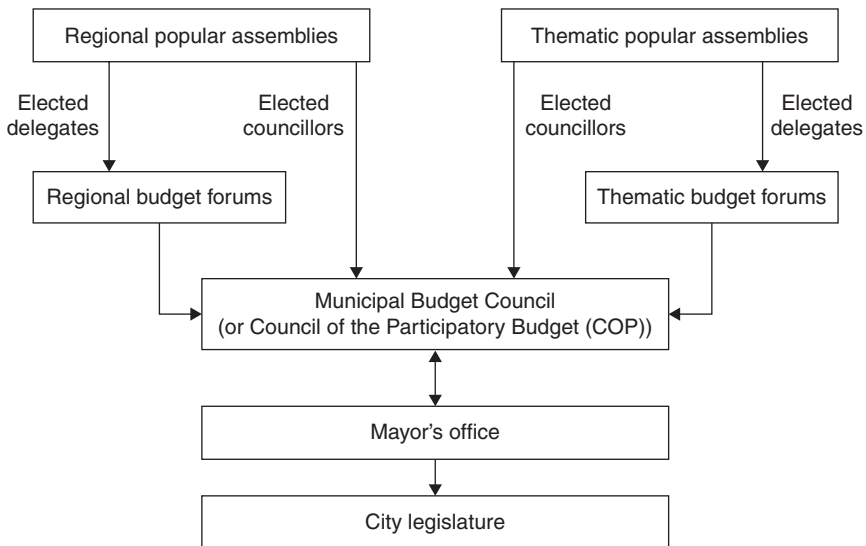 Regional popular assemblies
Thematic popular assemblies
Elected
delegates
Elected
councillors
Elected
councillors
Elected
delegates
Regional budget forums
Thematic budget forums
Municipal Budget Council
(or Council of the Participatory Budget (COP))
Mayor's office
City legislature